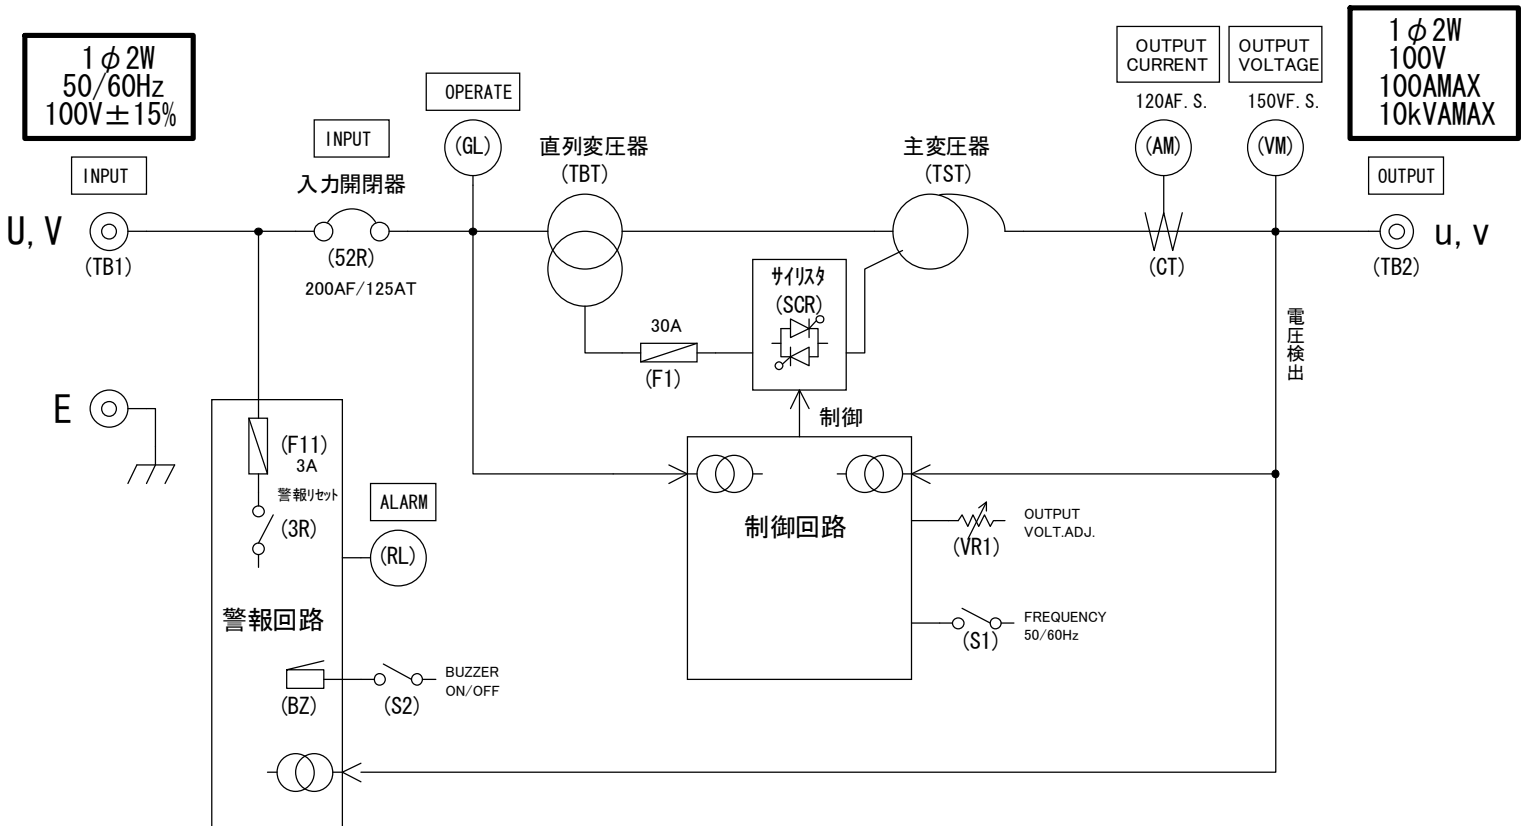 1φ2W
50/60Hz
100V±15%
INPUT
U, V
(TB1)
INPUT
入力開閉器
(52R)
200AF/125AT
OPERATE
(GL)
直列変圧器
(TBT)
主変圧器
(TST)
OUTPUT
CURRENT
120AF. S.
(AM)
(CT)
OUTPUT
VOLTAGE
150VF. S.
(VM)
1φ2W
100V
100AMAX
10kVAMAX
OUTPUT
u, v
(TB2)
サイリスタ
(SCR)
30A
(F1)
制御
電圧検出
E
(F11)
3A
警報リセット
(3R)
ALARM
(RL)
警報回路
(BZ)
(S2)
BUZZER
ON/OFF
制御回路
(VR1)
OUTPUT
VOLT.ADJ.
(S1)
FREQUENCY
50/60Hz